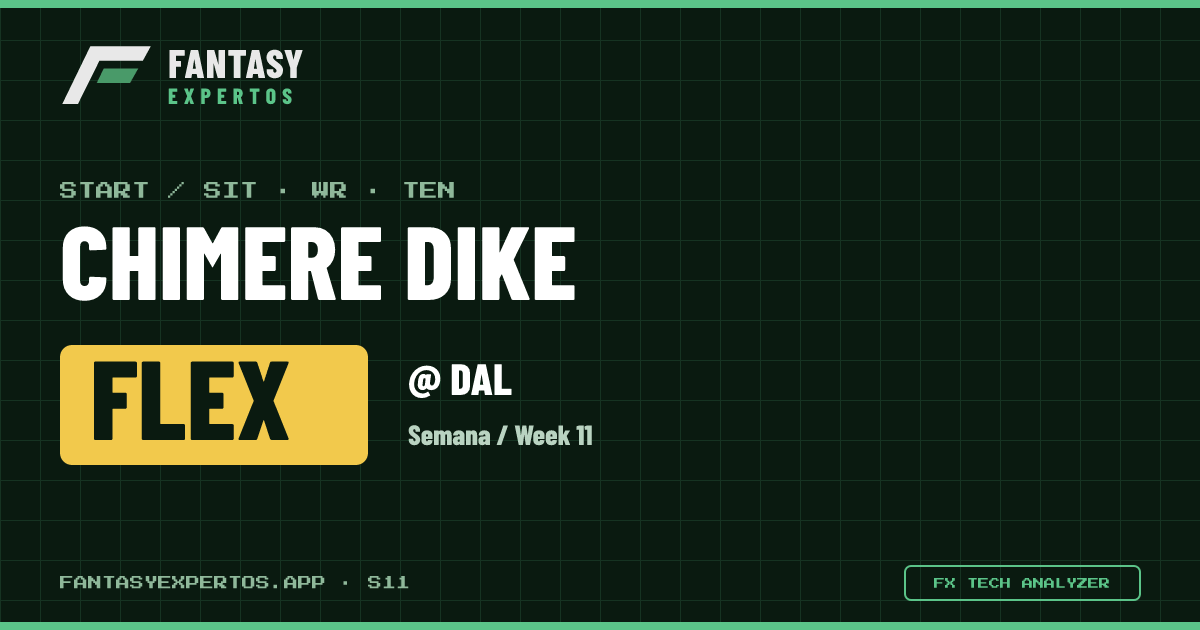 FANTASY
EXPERTOS
START / SIT · WR · TEN
CHIMERE DIKE
FLEX
@ DAL
Semana / Week 11
FANTASYEXPERTOS.APP · S11
FX TECH ANALYZER